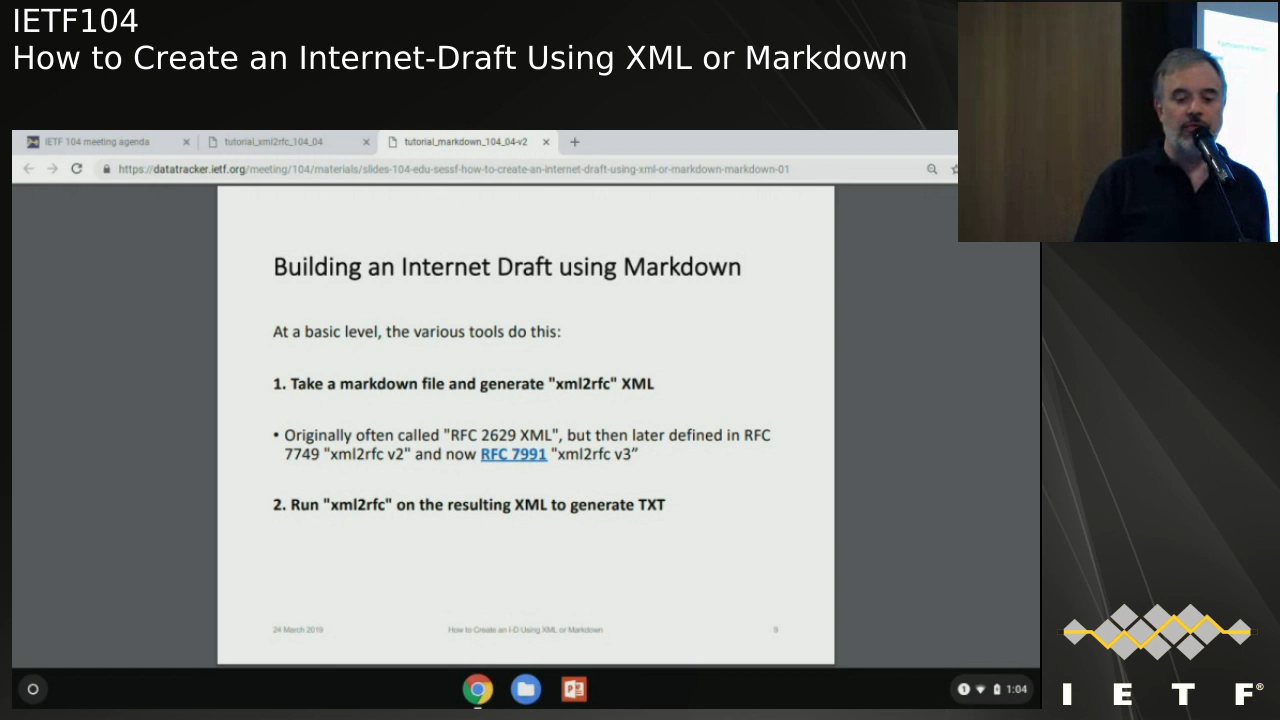 IETF104
How to Create an Internet-Draft Using XML or Markdown
IETF 104 meeting agenda
tutorial_xml2rfc_104_04
tutorial_markdown_104_04-v2
https://datatracker.ietf.org/meeting/104/materials/slides-104-edu-sessf-how-to-create-an-internet-draft-using-xml-or-markdown-markdown-01
Building an Internet Draft using Markdown
At a basic level, the various tools do this:
1. Take a markdown file and generate "xml2rfc" XML
• Originally often called "RFC 2629 XML", but then later defined in RFC
7749 "xml2rfc v2" and now RFC 7991 "xml2rfc v3”
2. Run "xml2rfc" on the resulting XML to generate TXT
24 March 2019
How to Create an I-D Using XML or Markdown
9
1
1:04
I E T F®